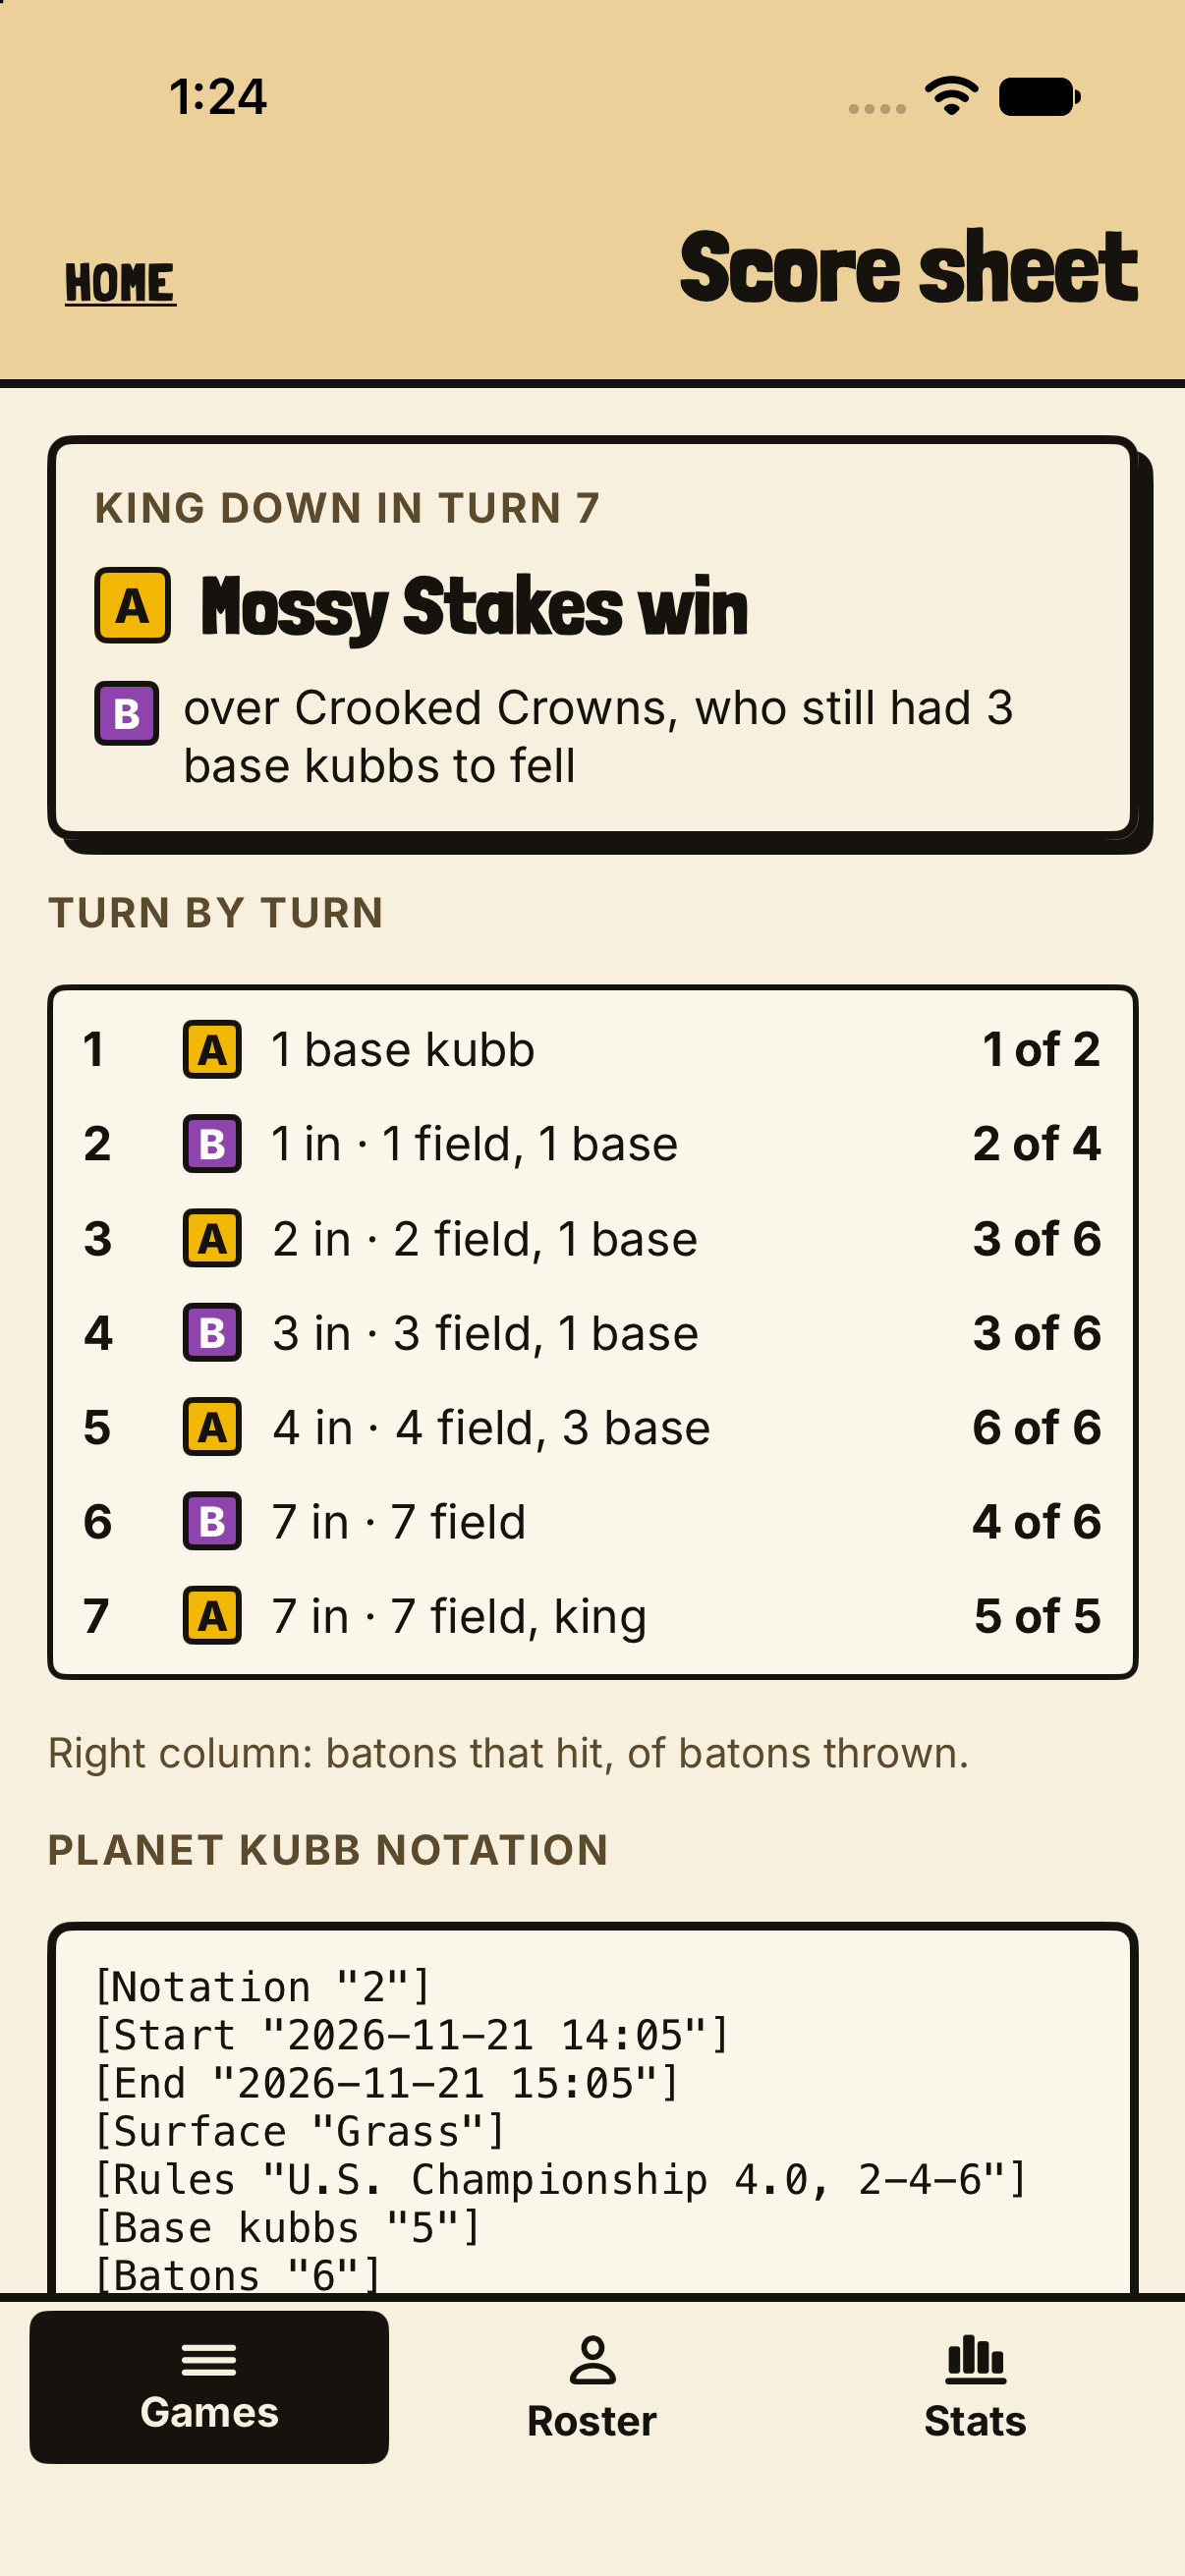 1:24
HOME
Score sheet
KING DOWN IN TURN 7
A Mossy Stakes win
B over Crooked Crowns, who still had 3
base kubbs to fell
TURN BY TURN
1 A 1 base kubb 1 of 2
2 B 1 in · 1 field, 1 base 2 of 4
3 A 2 in · 2 field, 1 base 3 of 6
4 B 3 in · 3 field, 1 base 3 of 6
5 A 4 in · 4 field, 3 base 6 of 6
6 B 7 in · 7 field 4 of 6
7 A 7 in · 7 field, king 5 of 5
Right column: batons that hit, of batons thrown.
PLANET KUBB NOTATION
[Notation "2"]
[Start "2026-11-21 14:05"]
[End "2026-11-21 15:05"]
[Surface "Grass"]
[Rules "U.S. Championship 4.0, 2-4-6"]
[Base kubbs "5"]
[Batons "6"]
Games
Roster
Stats